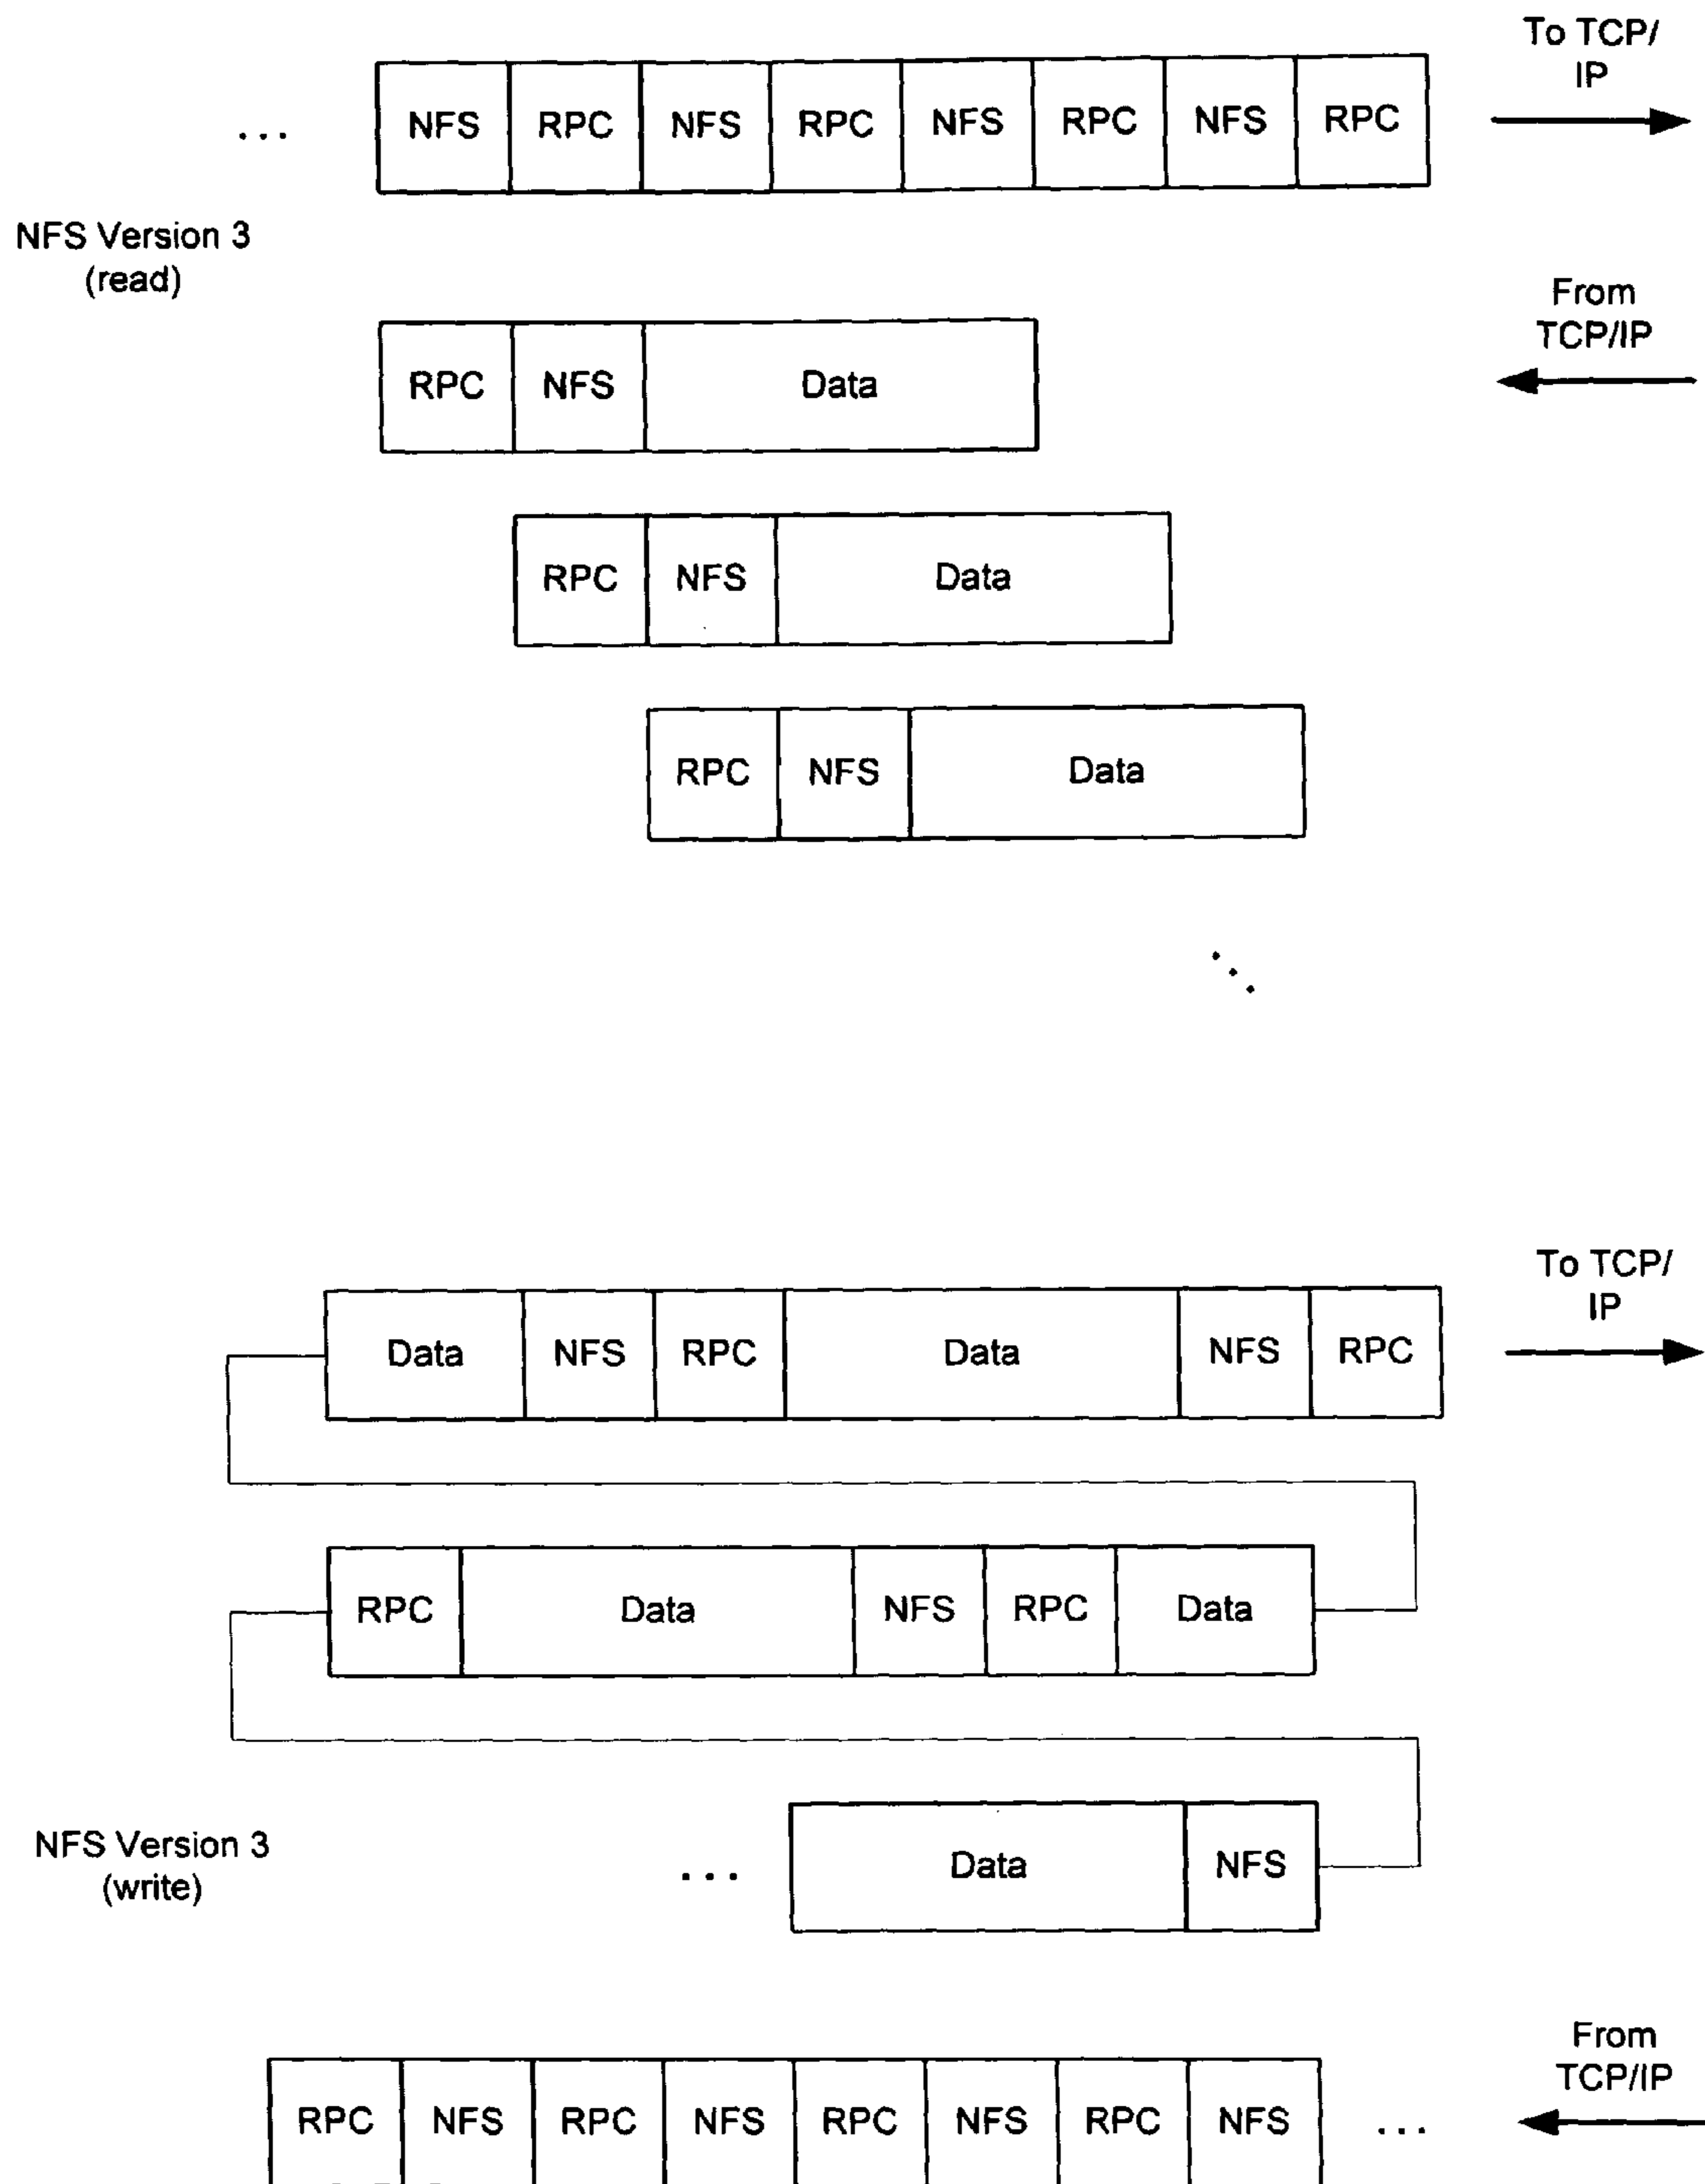 To TCP/
IP
... NFS RPC NFS RPC NFS RPC NFS RPC
NFS Version 3
(read)
From
TCP/IP
RPC NFS Data
RPC NFS Data
RPC NFS Data
...
To TCP/
IP
Data NFS RPC Data NFS RPC
RPC Data NFS RPC Data
NFS Version 3
(write)
... Data NFS
From
TCP/IP
RPC NFS RPC NFS RPC NFS RPC NFS ...